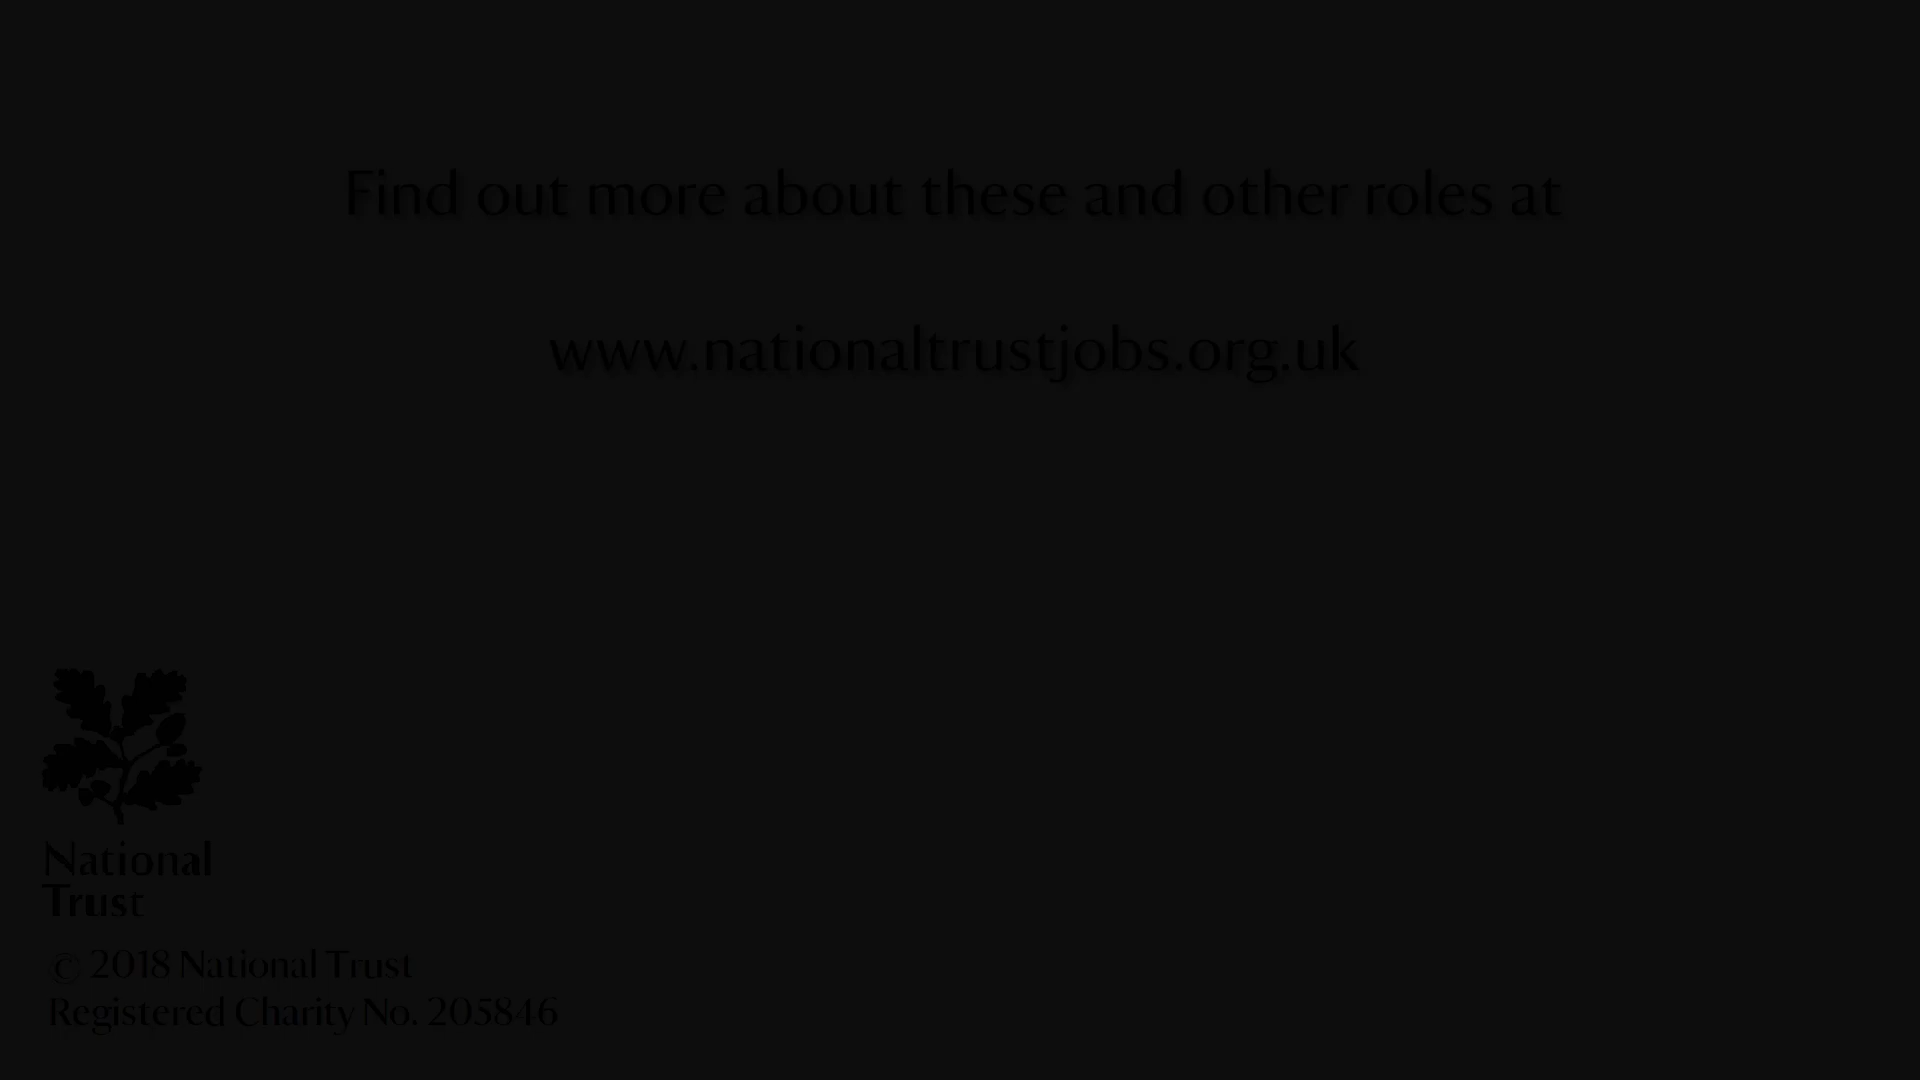 Find out more about these and other roles at
www.nationaltrustjobs.org.uk
National
Trust
© 2018 National Trust
Registered Charity No. 205846